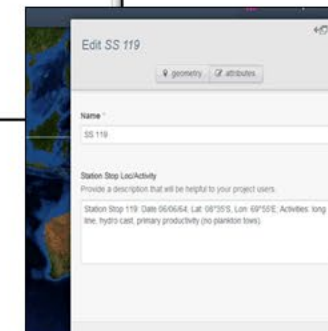 Edit SS 119
geometry attributes
Name *
SS 119
Station Stop Loc/Activity
Provide a description that will be helpful to your project users.
Station Stop 119: Date 06/06/64, Lat: 08°35'S, Lon: 69°55'E; Activities: long
line, hydro cast, primary productivity (no plankton tows).